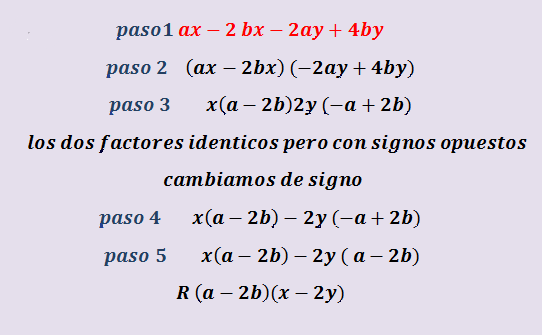 paso1 ax − 2 bx − 2ay + 4by
paso 2 (ax − 2bx) (−2ay + 4by)
paso 3 x(a − 2b)2y (−a + 2b)
los dos factores identicos pero con signos opuestos
cambiamos de signo
paso 4 x(a − 2b) − 2y (−a + 2b)
paso 5 x(a − 2b) − 2y ( a − 2b)
R (a − 2b)(x − 2y)